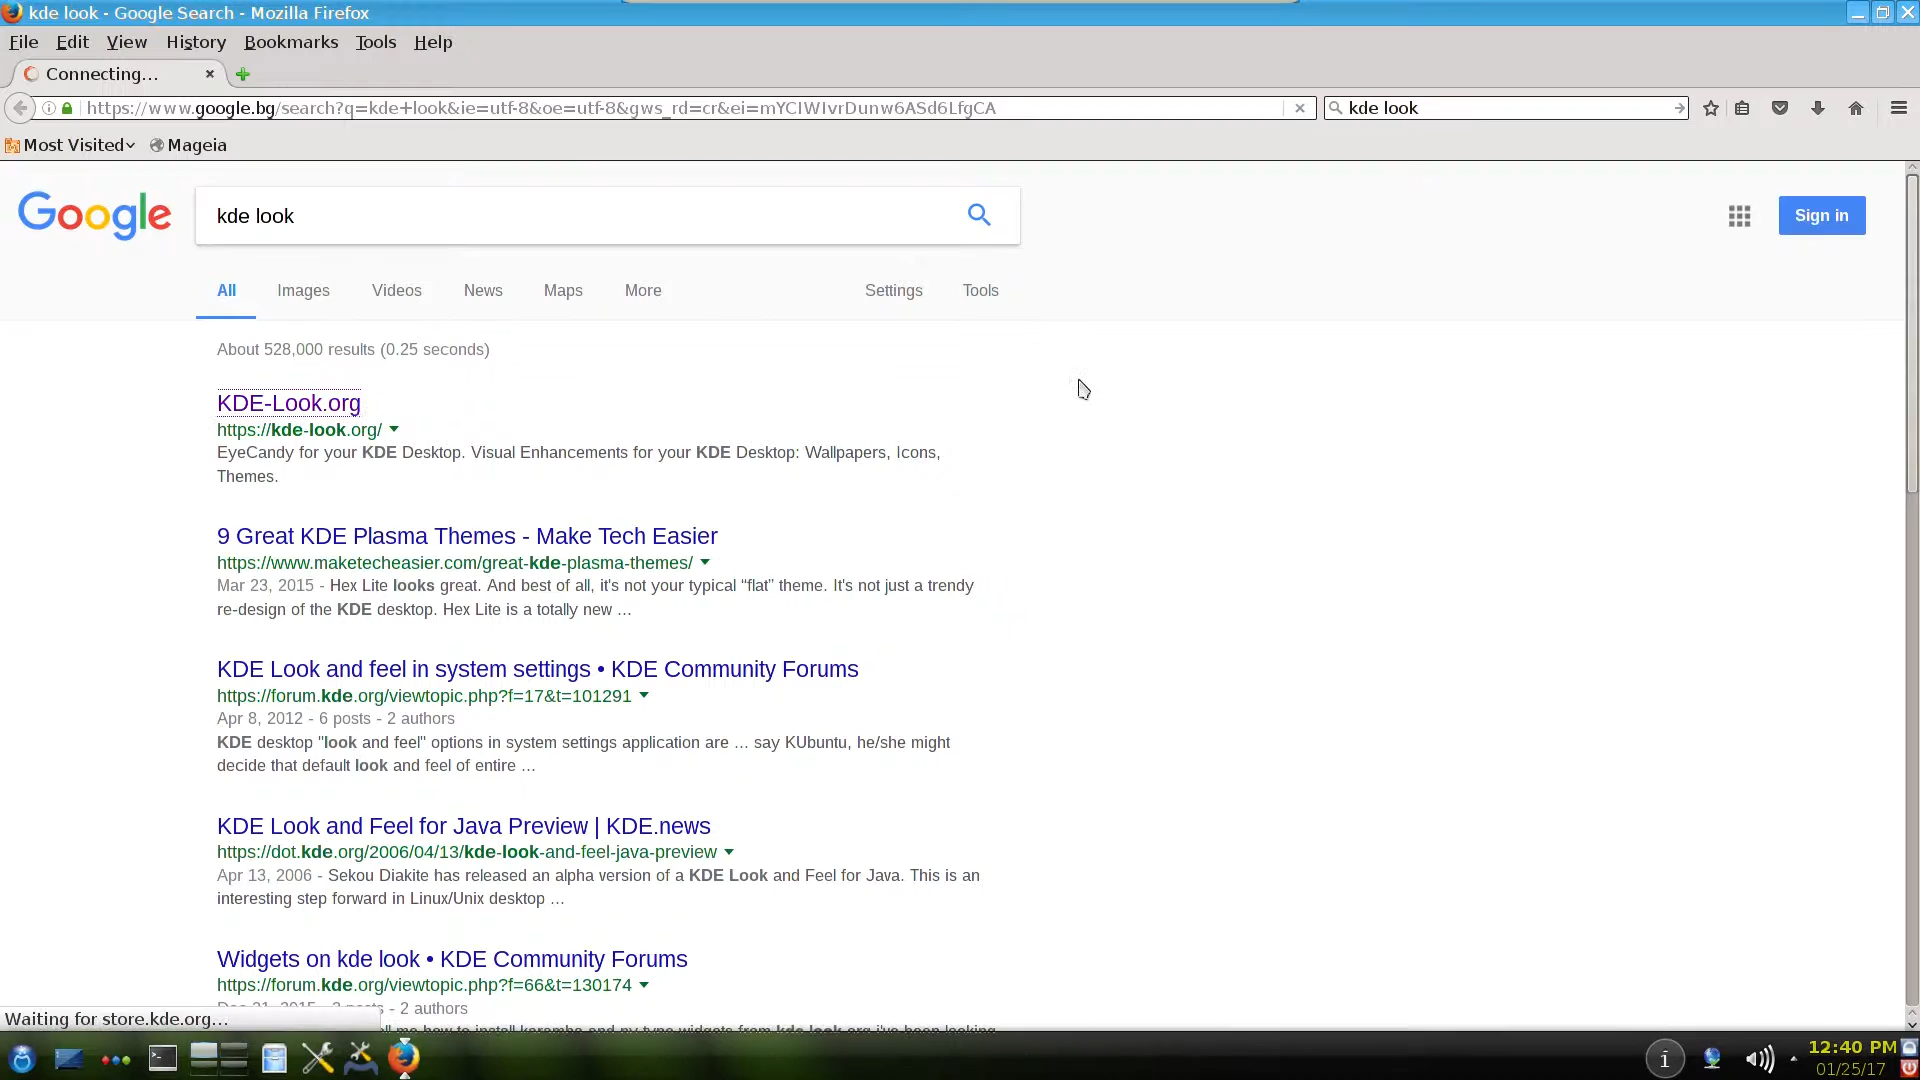 kde look - Google Search - Mozilla Firefox
File Edit View History Bookmarks Tools Help
Connecting...
https://www.google.bg/search?q=kde+look&ie=utf-8&oe=utf-8&gws_rd=cr&ei=mYCIWIvrDunw6ASd6LfgCA
kde look
Most Visited Mageia
Google kde look Sign in
All Images Videos News Maps More Settings Tools
About 528,000 results (0.25 seconds)
KDE-Look.org
https://kde-look.org/
EyeCandy for your KDE Desktop. Visual Enhancements for your KDE Desktop: Wallpapers, Icons,
Themes.
9 Great KDE Plasma Themes - Make Tech Easier
https://www.maketecheasier.com/great-kde-plasma-themes/
Mar 23, 2015 - Hex Lite looks great. And best of all, it's not your typical “flat” theme. It's not just a trendy
re-design of the KDE desktop. Hex Lite is a totally new ...
KDE Look and feel in system settings • KDE Community Forums
https://forum.kde.org/viewtopic.php?f=17&t=101291
Apr 8, 2012 - 6 posts - 2 authors
KDE desktop "look and feel" options in system settings application are ... say KUbuntu, he/she might
decide that default look and feel of entire ...
KDE Look and Feel for Java Preview | KDE.news
https://dot.kde.org/2006/04/13/kde-look-and-feel-java-preview
Apr 13, 2006 - Sekou Diakite has released an alpha version of a KDE Look and Feel for Java. This is an
interesting step forward in Linux/Unix desktop ...
Widgets on kde look • KDE Community Forums
https://forum.kde.org/viewtopic.php?f=66&t=130174
- 2 authors
Waiting for store.kde.org...
12:40 PM
01/25/17